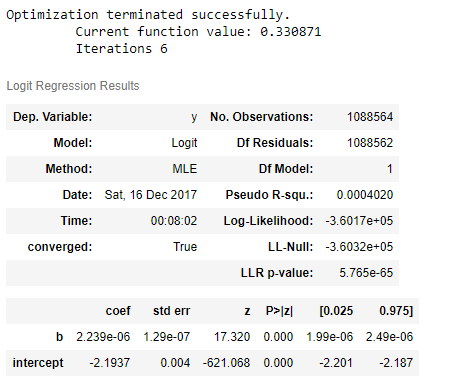 Optimization terminated successfully.
Current function value: 0.330871
Iterations 6
Logit Regression Results
Dep. Variable: y No. Observations: 1088564
Model: Logit Df Residuals: 1088562
Method: MLE Df Model: 1
Date: Sat, 16 Dec 2017 Pseudo R-squ.: 0.0004020
Time: 00:08:02 Log-Likelihood: -3.6017e+05
converged: True LL-Null: -3.6032e+05
LLR p-value: 5.765e-65
coef std err z P>|z| [0.025 0.975]
b 2.239e-06 1.29e-07 17.320 0.000 1.99e-06 2.49e-06
intercept -2.1937 0.004 -621.068 0.000 -2.201 -2.187